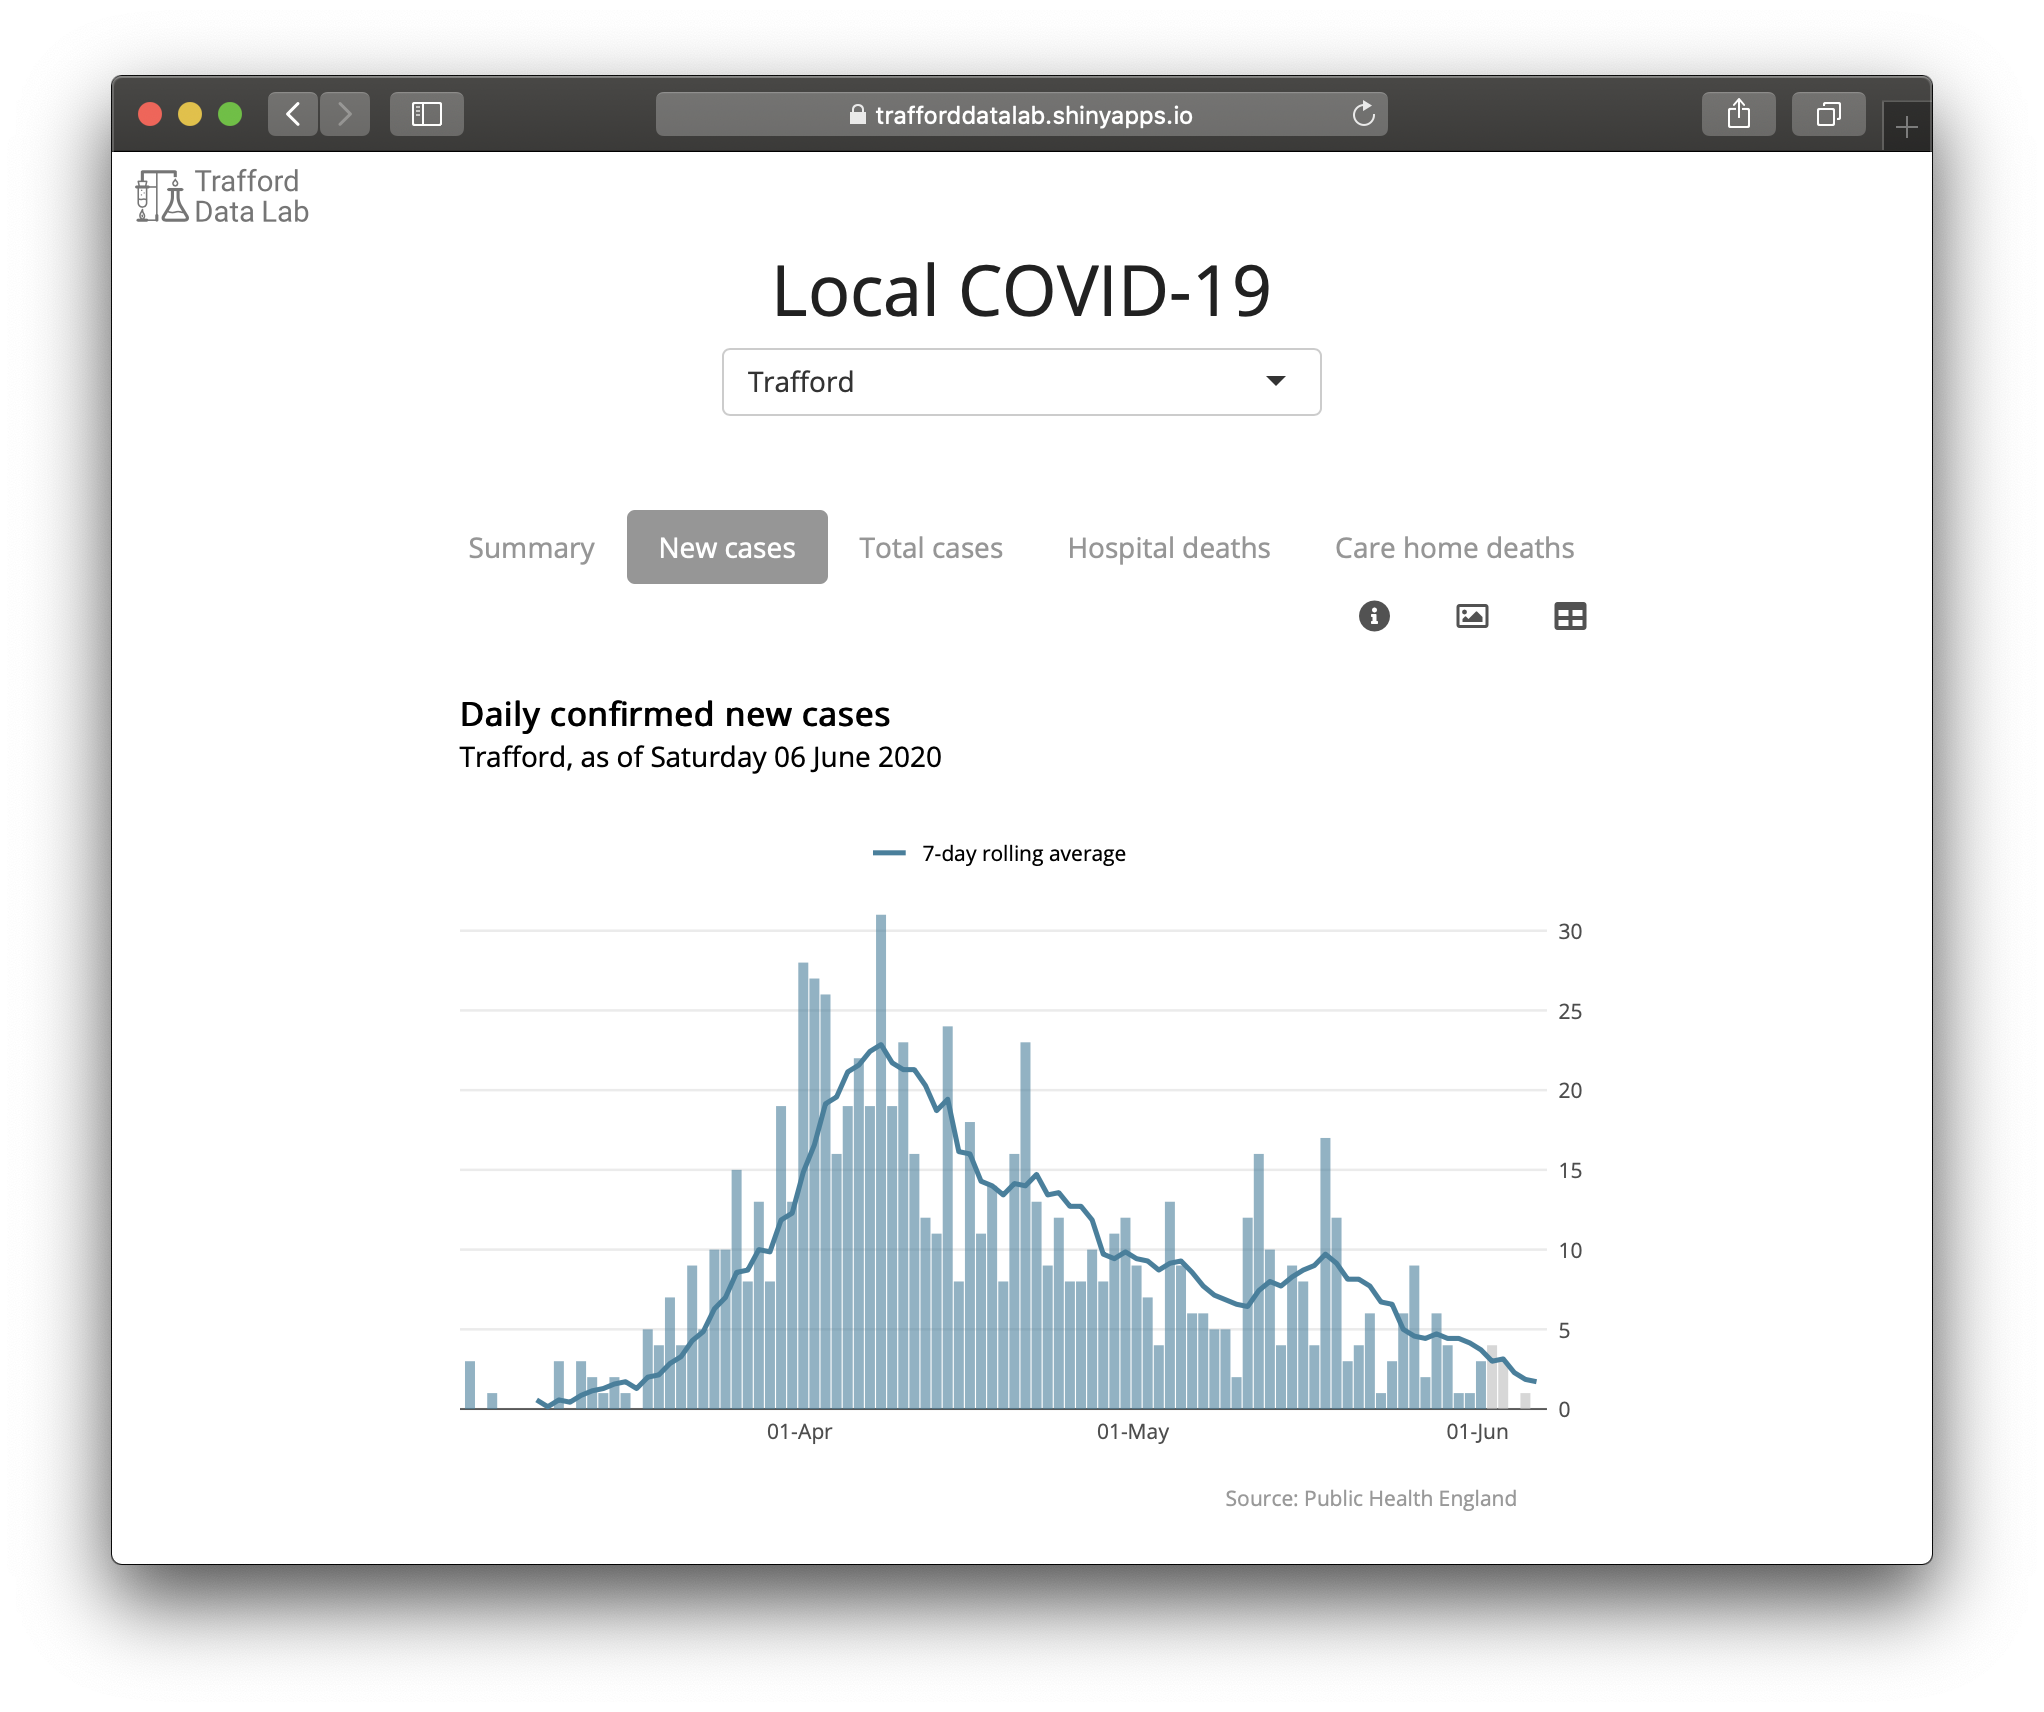 trafforddatalab.shinyapps.io
Trafford
Data Lab
Local COVID-19
Trafford
Summary New cases Total cases Hospital deaths Care home deaths
Daily confirmed new cases
Trafford, as of Saturday 06 June 2020
7-day rolling average
30
25
20
15
10
5
0
01-Apr 01-May 01-Jun
Source: Public Health England